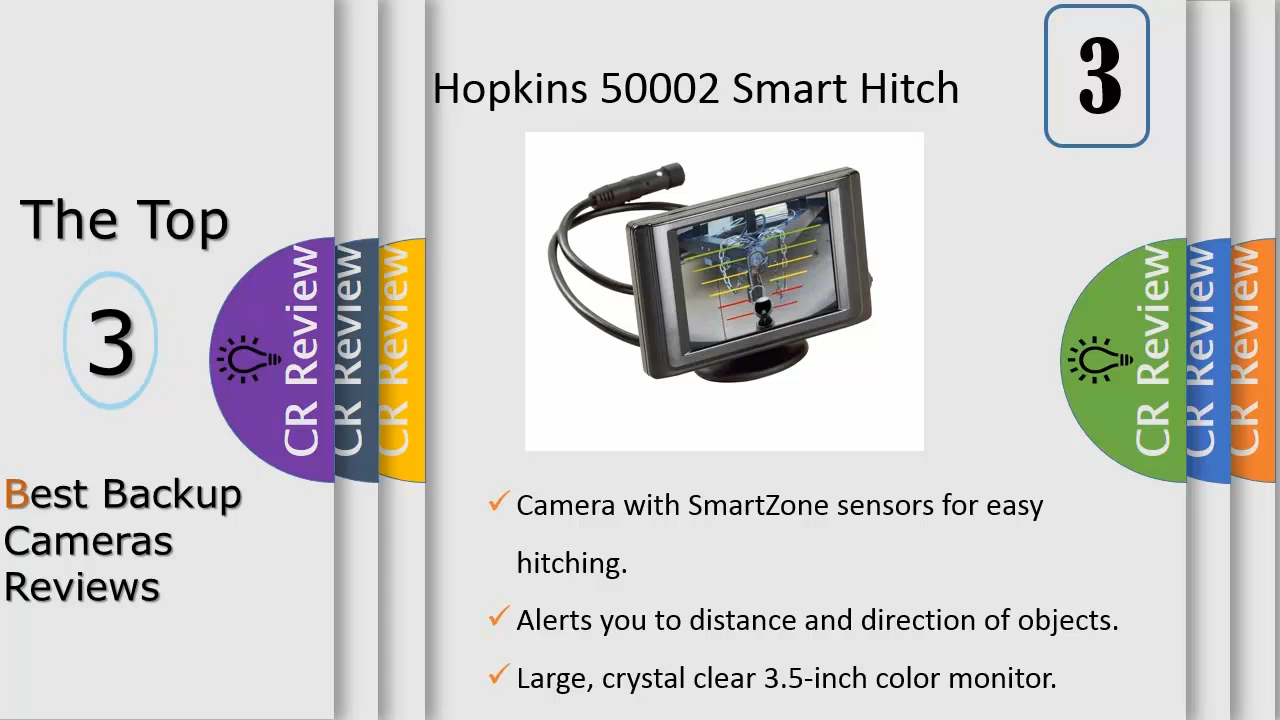 Hopkins 50002 Smart Hitch
3
The Top
3
Best Backup
Cameras
Reviews
CR Review
CR Review
CR Review
CR Review
CR Review
CR Review
✓ Camera with SmartZone sensors for easy
hitching.
✓ Alerts you to distance and direction of objects.
✓ Large, crystal clear 3.5-inch color monitor.